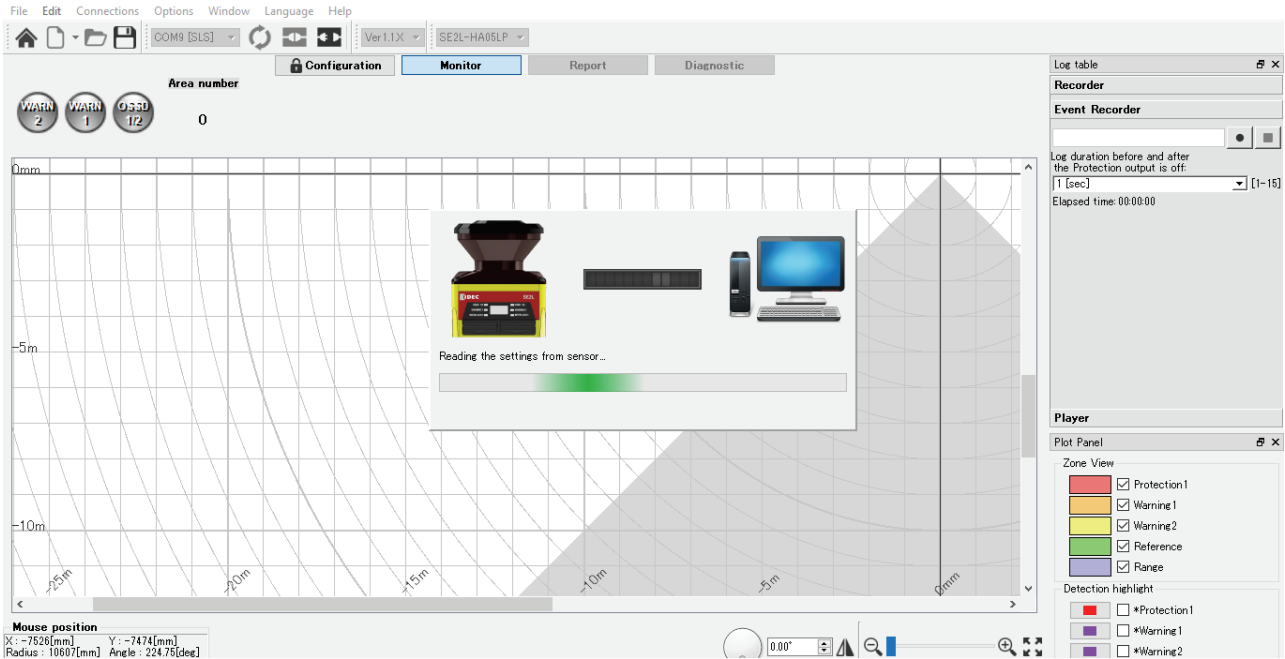 File Edit Connections Options Window Language Help
COM9 [SLS] Ver1.1X SE2L-HA05LP
Configuration Monitor Report Diagnostic
Area number
WARN 2 WARN 1 OSSD 1/2 0
0mm
-5m
-10m
-25m -20m -15m -10m -5m 0mm
IDEC SE2L
Reading the settings from sensor...
Mouse position
X : -7526[mm] Y : -7474[mm]
Radius : 10607[mm] Angle : 224.75[deg]
0.00°
Log table
Recorder
Event Recorder
Log duration before and after
the Protection output is off:
1 [sec] [1-15]
Elapsed time: 00:00:00
Player
Plot Panel
Zone View
Protection1
Warning1
Warning2
Reference
Range
Detection highlight
*Protection1
*Warning1
*Warning2